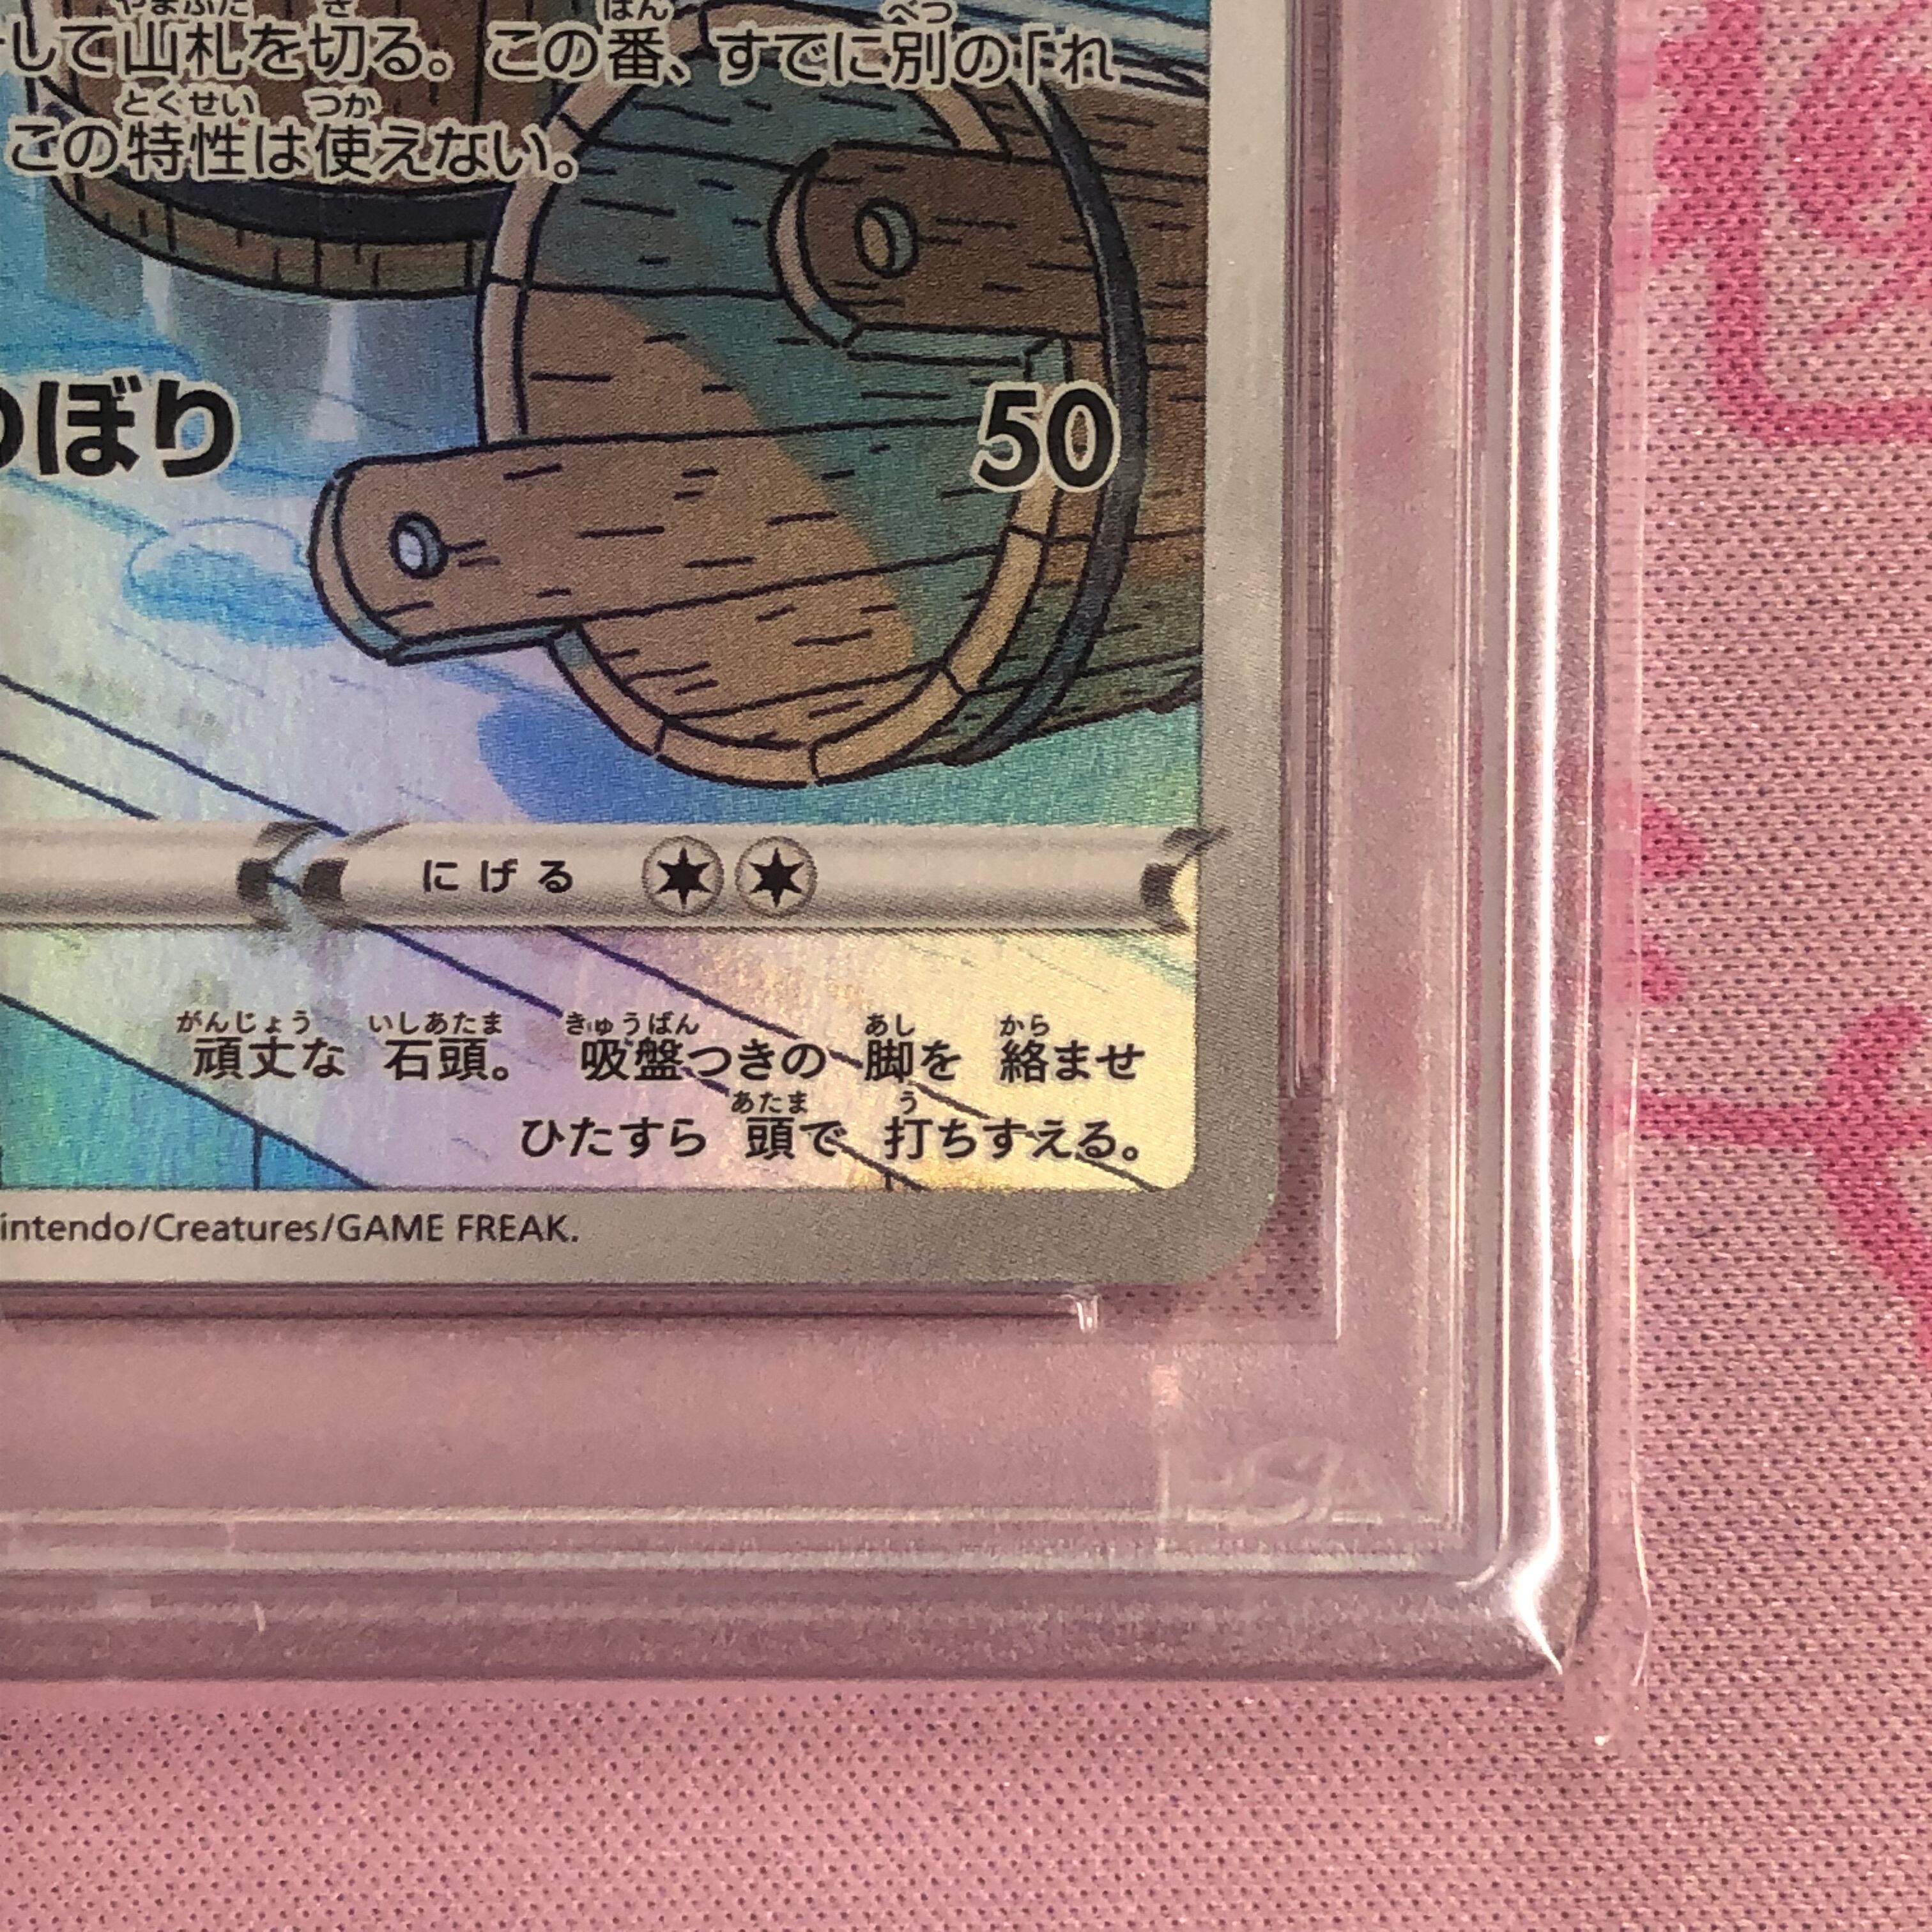 して山札を切る。この番、すでに別の「れ
この特性は使えない。
のぼり 50
にげる
頑丈な 石頭。 吸盤つきの 脚を 絡ませ
ひたすら 頭で 打ちすえる。
intendo/Creatures/GAME FREAK.
PSA